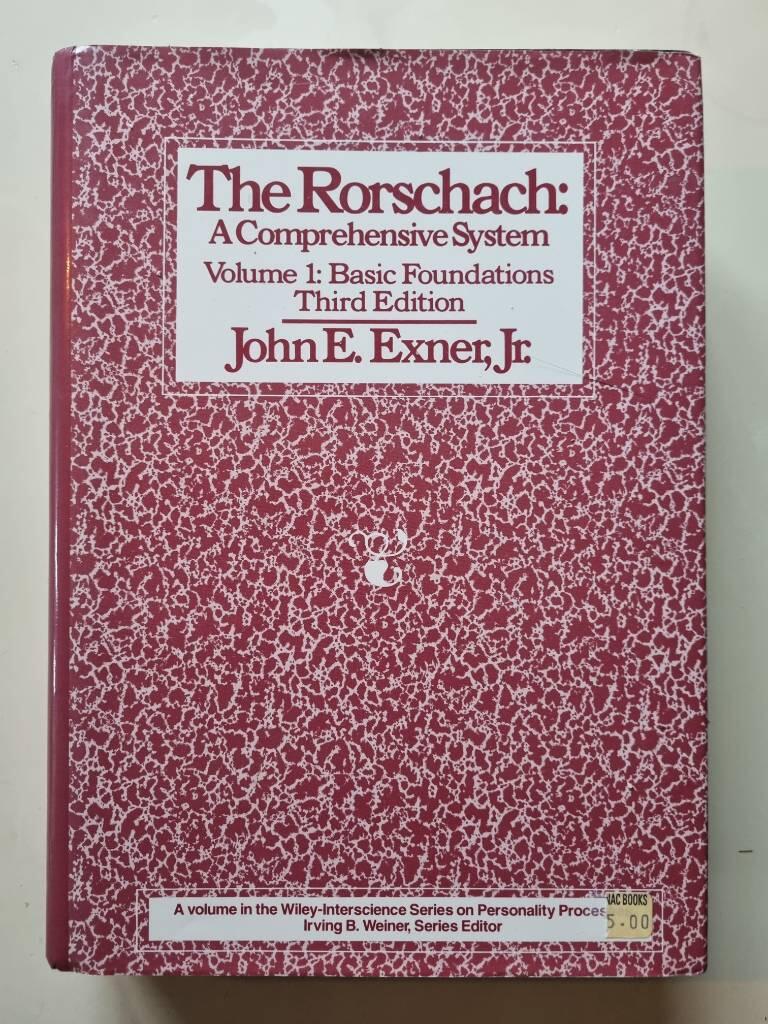 The Rorschach:
A Comprehensive System
Volume 1: Basic Foundations
Third Edition
John E. Exner, Jr.
A volume in the Wiley-Interscience Series on Personality Proces
Irving B. Weiner, Series Editor
BOOKS
5.00